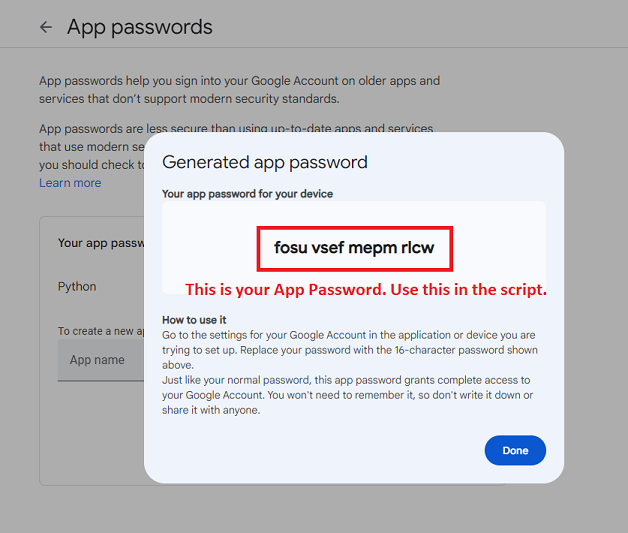 App passwords
App passwords help you sign into your Google Account on older apps and
services that don't support modern security standards.
App passwords are less secure than using up-to-date apps and services
that use modern se
you should check to
Learn more
Your app passw
Python
To create a new ap
App name
Generated app password
Your app password for your device
fosu vsef mepm rlcw
This is your App Password. Use this in the script.
How to use it
Go to the settings for your Google Account in the application or device you are
trying to set up. Replace your password with the 16-character password shown
above.
Just like your normal password, this app password grants complete access to
your Google Account. You won't need to remember it, so don't write it down or
share it with anyone.
Done